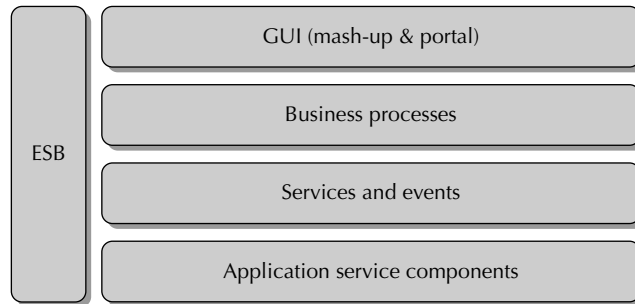 GUI (mash-up & portal)
Business processes
ESB
Services and events
Application service components